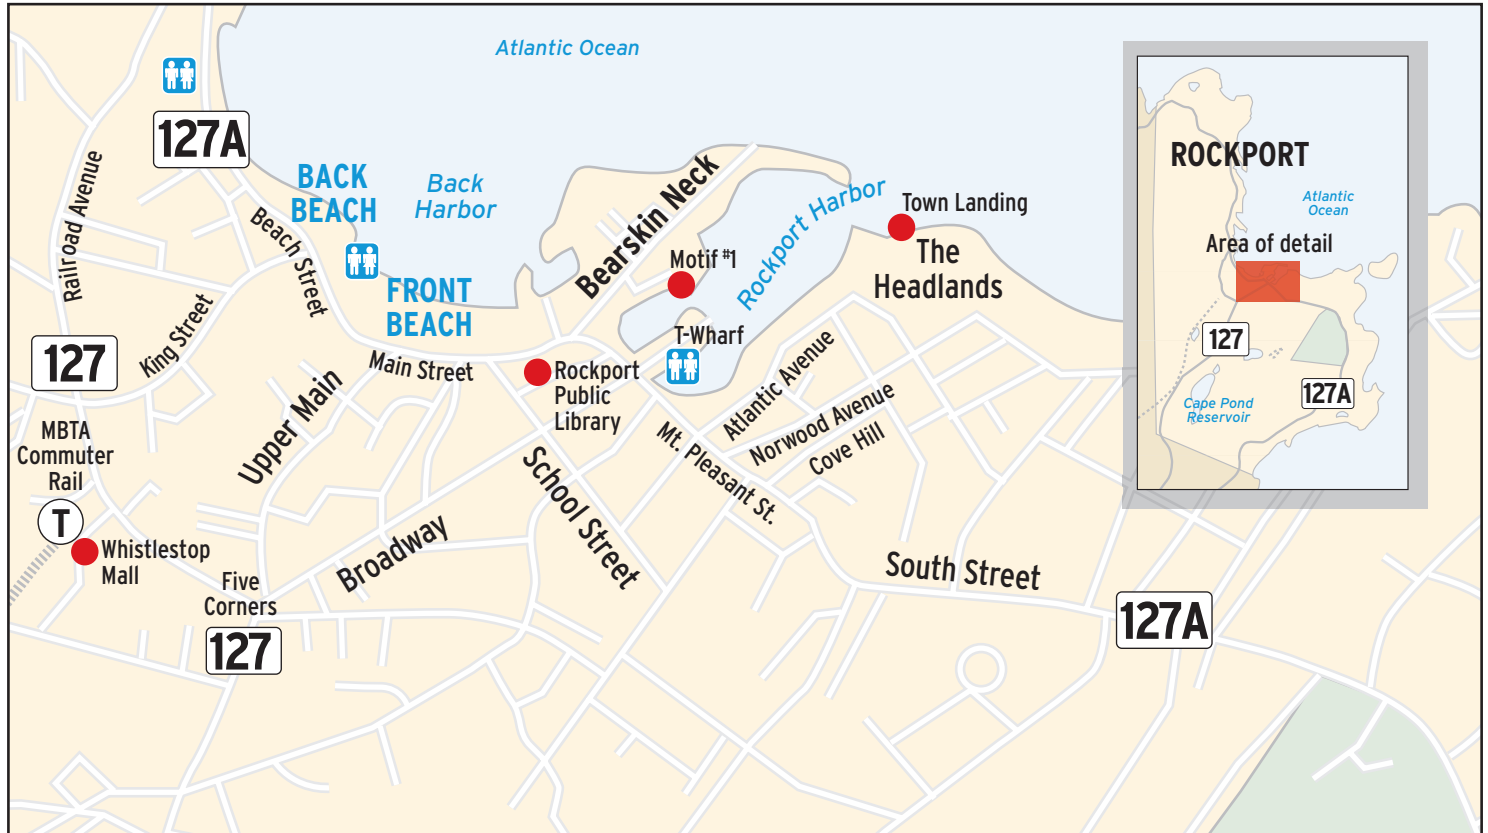 Atlantic Ocean
127A
BACK
BEACH
Back
Harbor
Railroad Avenue
Beach Street
FRONT
BEACH
King Street
127
Main Street
Upper Main
Bearskin Neck
Motif #1
Rockport Harbor
Town Landing
The
Headlands
T-Wharf
Rockport
Public
Library
Atlantic Avenue
Norwood Avenue
Cove Hill
Mt. Pleasant St.
School Street
Broadway
South Street
127A
MBTA
Commuter
Rail
T
Whistlestop
Mall
Five
Corners
127
ROCKPORT
Atlantic
Ocean
Area of detail
127
127A
Cape Pond
Reservoir